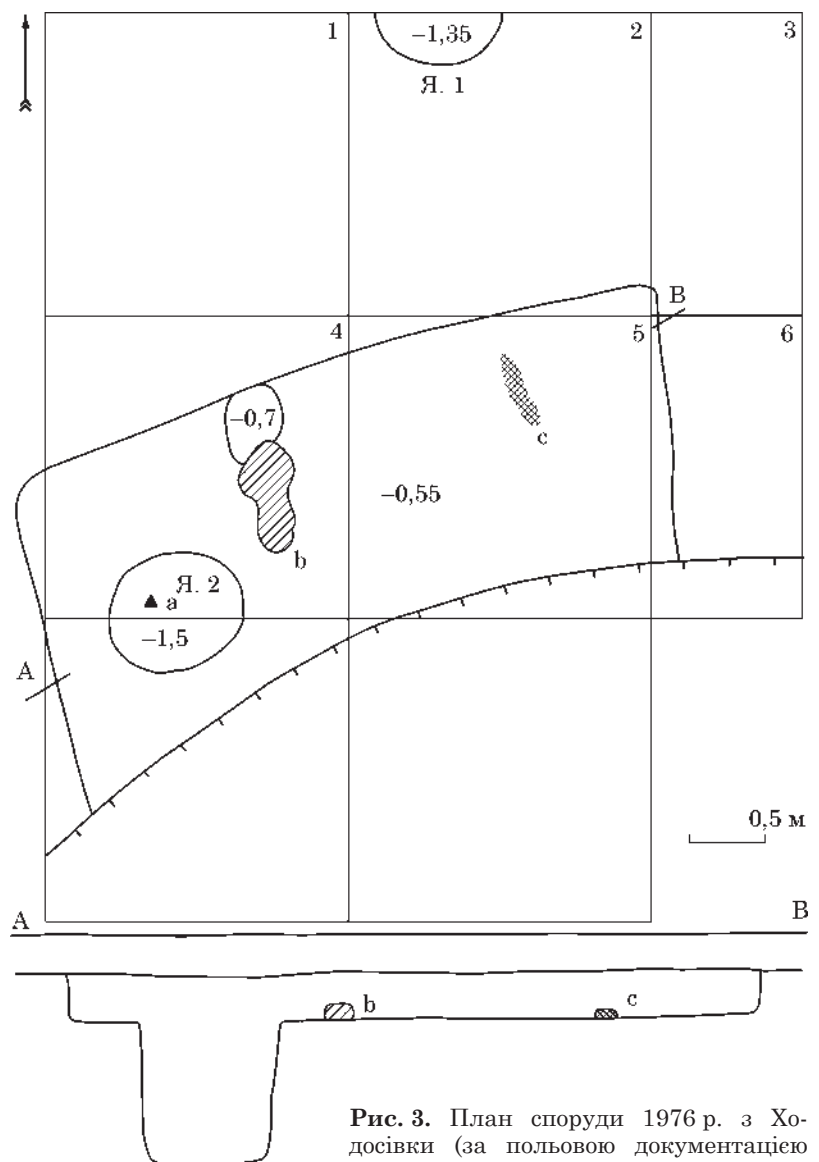 1
2
3
–1,35
Я. 1
B
4
5
6
–0,7
c
–0,55
b
Я. 2
a
–1,5
A
0,5 м
A
B
b
c
Рис. 3. План споруди 1976 р. з Хо-
досівки (за польовою документацією